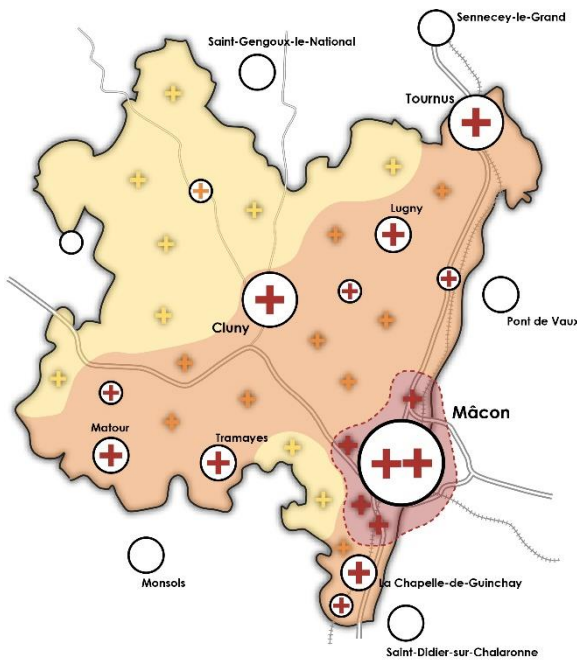 Sennecey-le-Grand
Saint-Gengoux-le-National
Tournus
Lugny
Pont de Vaux
Cluny
Mâcon
Matour
Tramayes
Monsols
La Chapelle-de-Guinchay
Saint-Didier-sur-Chalaronne